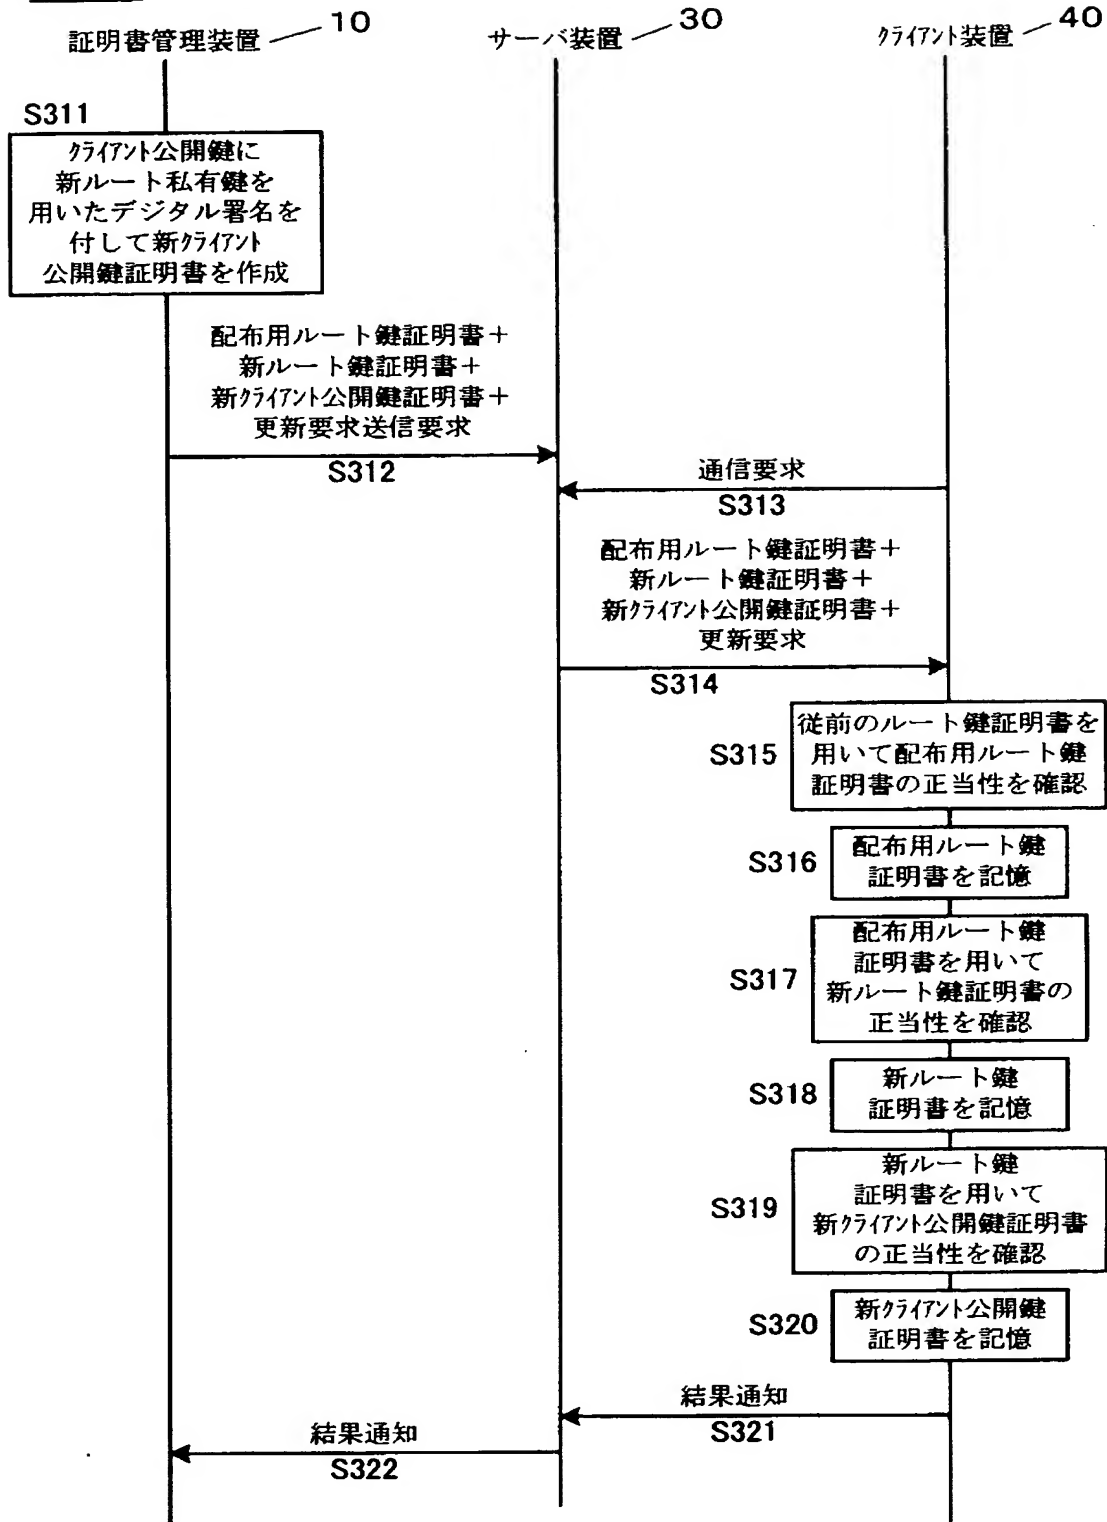 証明書管理装置 10
サーバ装置 30
クライアント装置 40
S311
クライアント公開鍵に
新ルート私有鍵を
用いたデジタル署名を
付して新クライアント
公開鍵証明書を作成
配布用ルート鍵証明書+
新ルート鍵証明書+
新クライアント公開鍵証明書+
更新要求送信要求
S312
通信要求
S313
配布用ルート鍵証明書+
新ルート鍵証明書+
新クライアント公開鍵証明書+
更新要求
S314
S315
従前のルート鍵証明書を
用いて配布用ルート鍵
証明書の正当性を確認
S316
配布用ルート鍵
証明書を記憶
S317
配布用ルート鍵
証明書を用いて
新ルート鍵証明書の
正当性を確認
S318
新ルート鍵
証明書を記憶
S319
新ルート鍵
証明書を用いて
新クライアント公開鍵証明書
の正当性を確認
S320
新クライアント公開鍵
証明書を記憶
結果通知
S321
結果通知
S322